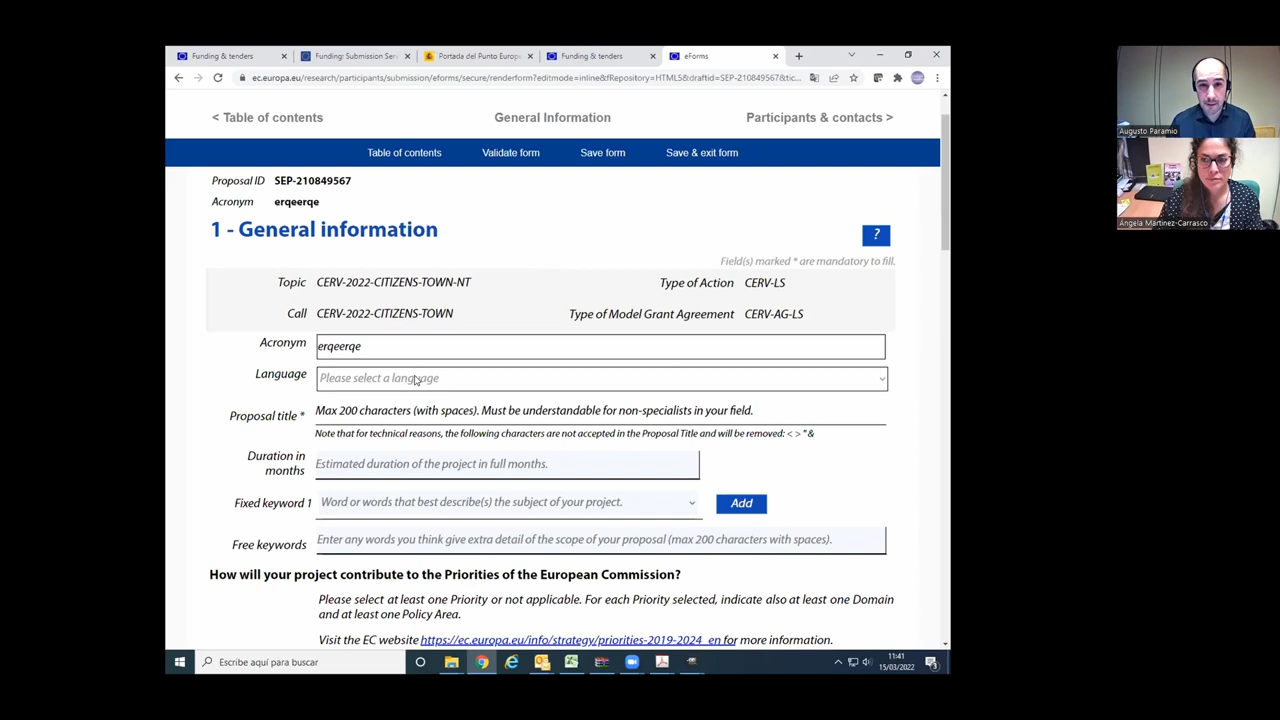 Funding & tenders
Funding: Submission Ser
Portada del Punto Europe
Funding & tenders
eForms
ec.europa.eu/research/participants/submission/eforms/secure/renderform?editmode=inline&fRepository=HTML5&draftid=SEP-210849567&tic...
< Table of contents
General Information
Participants & contacts >
Table of contents
Validate form
Save form
Save & exit form
Proposal ID SEP-210849567
Acronym erqeerqe
1 - General information
?
Field(s) marked * are mandatory to fill.
Topic CERV-2022-CITIZENS-TOWN-NT
Type of Action CERV-LS
Call CERV-2022-CITIZENS-TOWN
Type of Model Grant Agreement CERV-AG-LS
Acronym erqeerqe
Language Please select a language
Proposal title * Max 200 characters (with spaces). Must be understandable for non-specialists in your field.
Note that for technical reasons, the following characters are not accepted in the Proposal Title and will be removed: < > " &
Duration in
months
Estimated duration of the project in full months.
Fixed keyword 1 Word or words that best describe(s) the subject of your project.
Add
Free keywords Enter any words you think give extra detail of the scope of your proposal (max 200 characters with spaces).
How will your project contribute to the Priorities of the European Commission?
Please select at least one Priority or not applicable. For each Priority selected, indicate also at least one Domain
and at least one Policy Area.
Visit the EC website https://ec.europa.eu/info/strategy/priorities-2019-2024_en for more information.
Escribe aquí para buscar
11:41
15/03/2022
3
Augusto Paramio
Angela Martinez-Carrasco